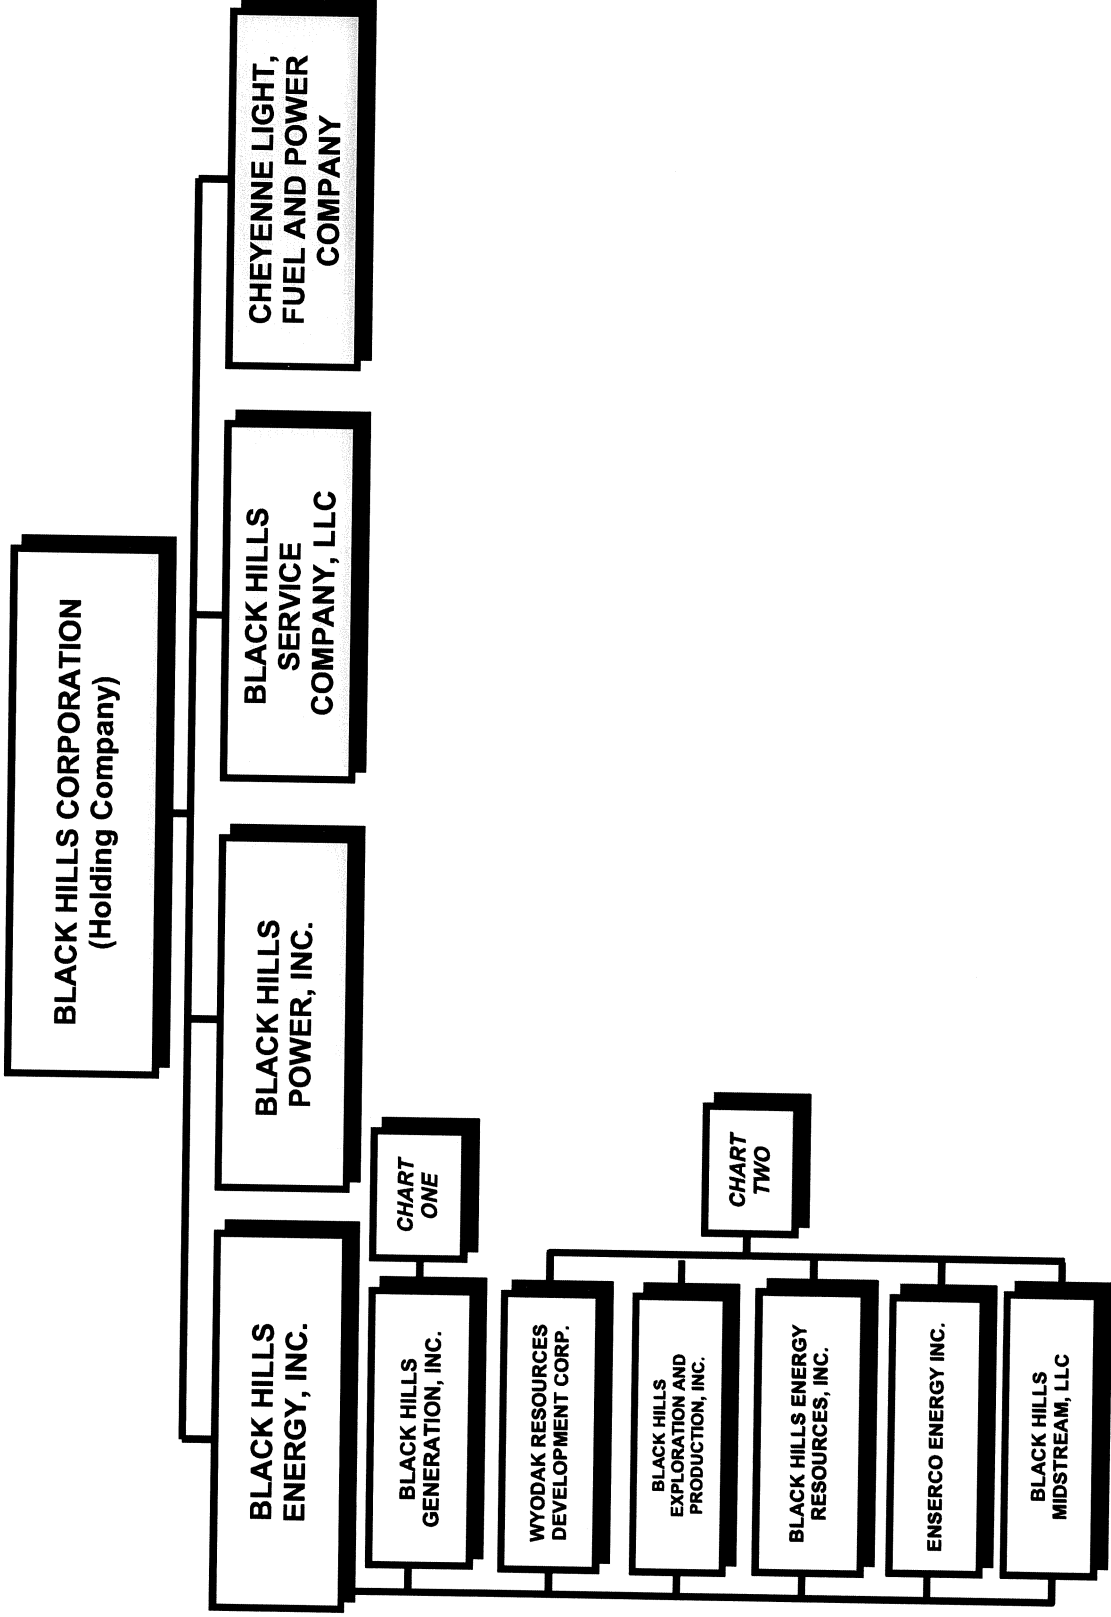 BLACK HILLS CORPORATION
(Holding Company)
BLACK HILLS
ENERGY, INC.
BLACK HILLS
POWER, INC.
BLACK HILLS
SERVICE
COMPANY, LLC
CHEYENNE LIGHT,
FUEL AND POWER
COMPANY
BLACK HILLS
GENERATION, INC.
CHART
ONE
WYODAK RESOURCES
DEVELOPMENT CORP.
BLACK HILLS
EXPLORATION AND
PRODUCTION, INC.
BLACK HILLS ENERGY
RESOURCES, INC.
ENSERCO ENERGY INC.
BLACK HILLS
MIDSTREAM, LLC
CHART
TWO